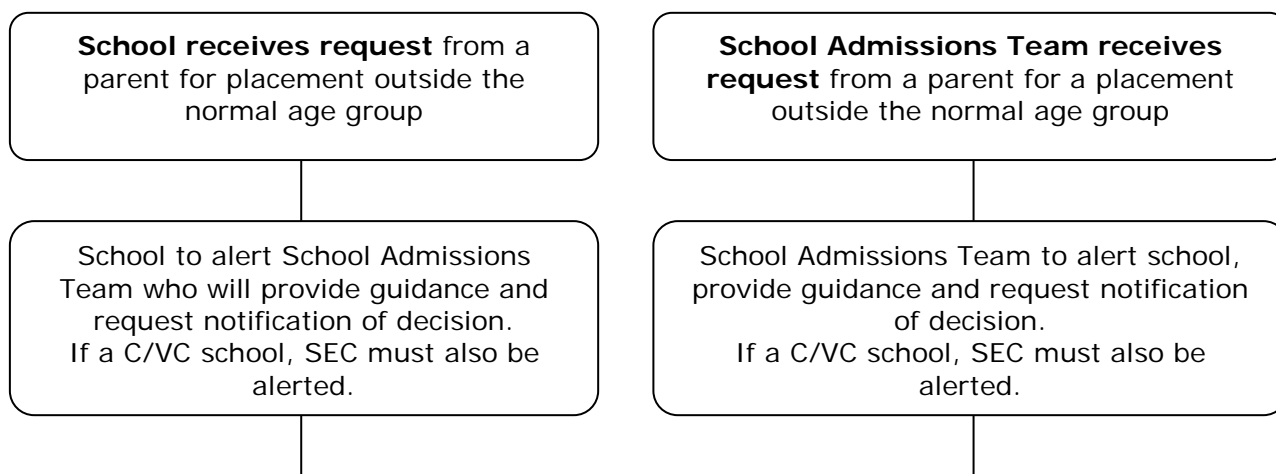 School receives request from a
parent for placement outside the
normal age group
School Admissions Team receives
request from a parent for a placement
outside the normal age group
School to alert School Admissions
Team who will provide guidance and
request notification of decision.
If a C/VC school, SEC must also be
alerted.
School Admissions Team to alert school,
provide guidance and request notification
of decision.
If a C/VC school, SEC must also be
alerted.